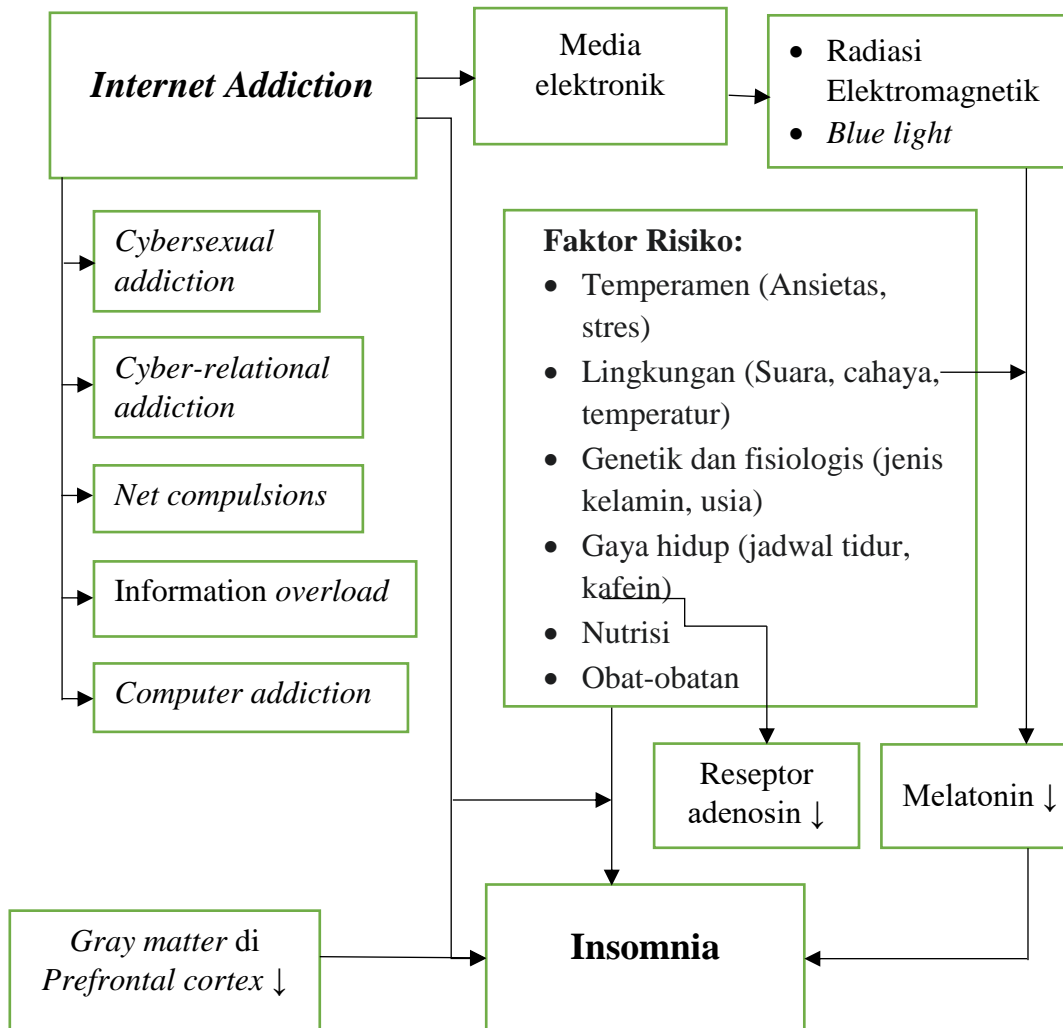 Internet Addiction
Media
elektronik
• Radiasi
Elektromagnetik
• Blue light
Cybersexual
addiction
Cyber-relational
addiction
Net compulsions
Information overload
Computer addiction
Faktor Risiko:
• Temperamen (Ansietas,
stres)
• Lingkungan (Suara, cahaya,
temperatur)
• Genetik dan fisiologis (jenis
kelamin, usia)
• Gaya hidup (jadwal tidur,
kafein)
• Nutrisi
• Obat-obatan
Reseptor
adenosin ↓
Melatonin ↓
Gray matter di
Prefrontal cortex ↓
Insomnia